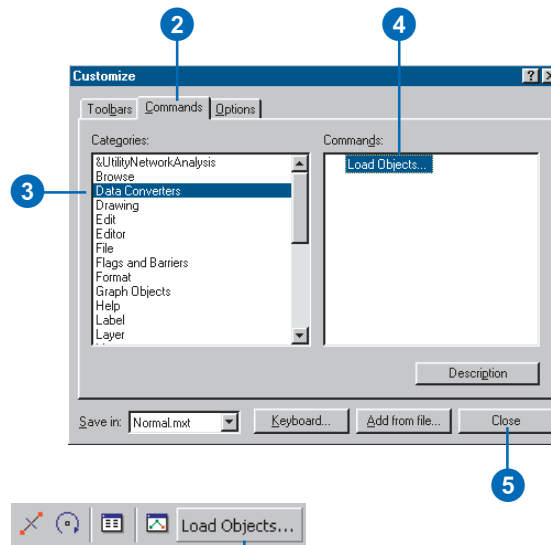 2
4
Customize
Toolbars Commands Options
Categories:
Commands:
3
&UtilityNetworkAnalysis
Browse
Data Converters
Drawing
Edit
Editor
File
Flags and Barriers
Format
Graph Objects
Help
Label
Layer
Load Objects...
Description
Save in: Normal.mxt Keyboard... Add from file... Close
5
Load Objects...